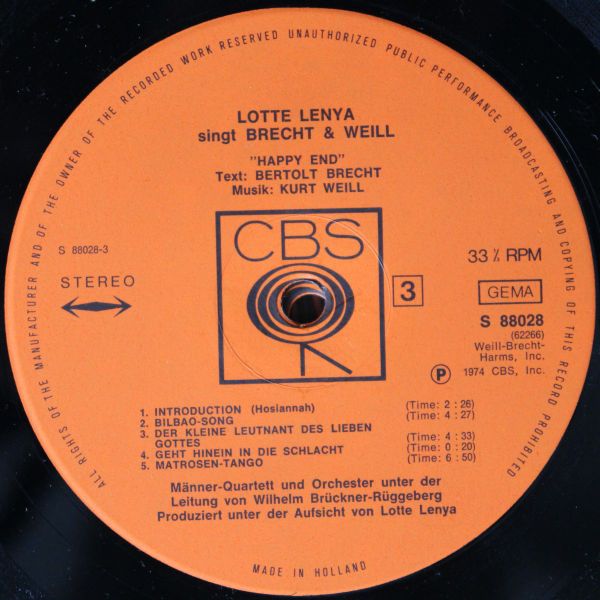 ALL RIGHTS OF THE MANUFACTURER AND OF THE OWNER OF THE RECORDED WORK RESERVED UNAUTHORIZED PUBLIC PERFORMANCE BROADCASTING AND COPYING OF THIS RECORD PROHIBITED
LOTTE LENYA
singt BRECHT & WEILL
"HAPPY END"
Text: BERTOLT BRECHT
Musik: KURT WEILL
CBS
S 88028-3
STEREO
33 ⅓ RPM
3
GEMA
S 88028
(62266)
Weill-Brecht-
Harms, Inc.
Ⓟ 1974 CBS, Inc.
1. INTRODUCTION (Hosiannah) (Time: 2 : 26)
2. BILBAO-SONG (Time: 4 : 27)
3. DER KLEINE LEUTNANT DES LIEBEN
GOTTES (Time: 4 : 33)
4. GEHT HINEIN IN DIE SCHLACHT (Time: 0 : 20)
5. MATROSEN-TANGO (Time: 6 : 50)
Männer-Quartett und Orchester unter der
Leitung von Wilhelm Brückner-Rüggeberg
Produziert unter der Aufsicht von Lotte Lenya
MADE IN HOLLAND